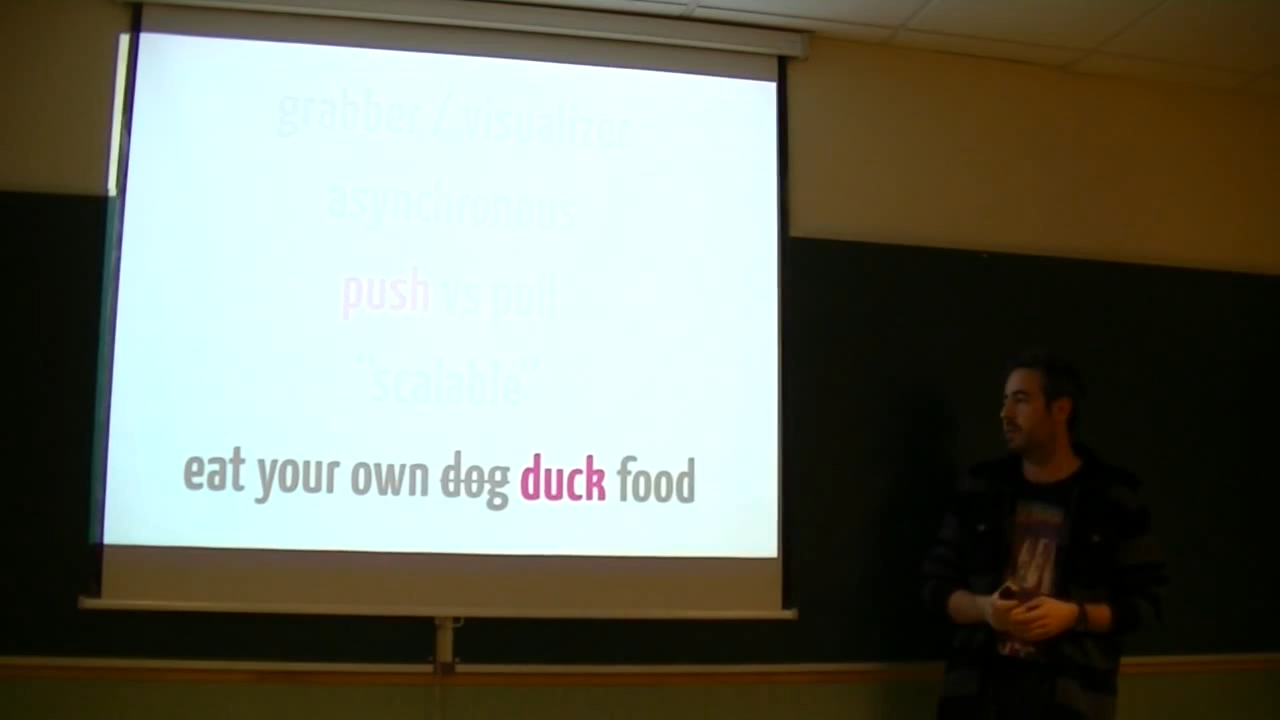 grabber / visualizer
asynchronous
push vs pull
"scalable"
eat your own dog duck food